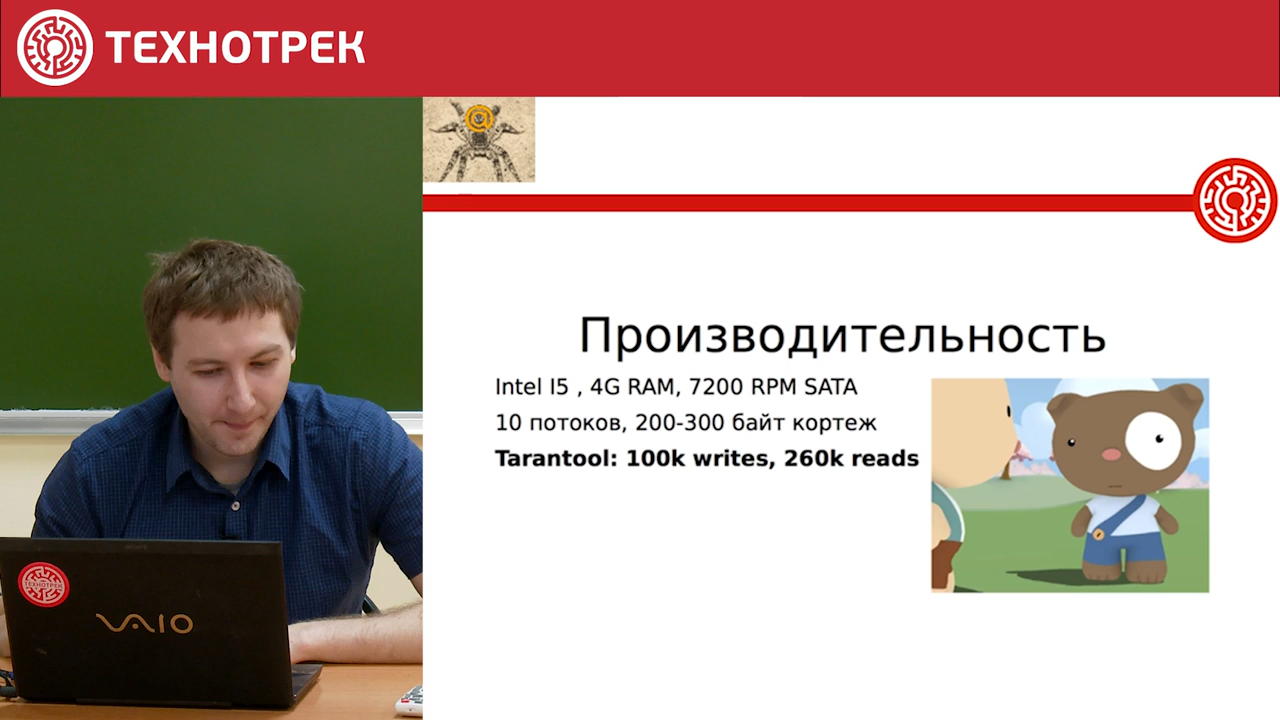 ТЕХНОТРЕК
@
Производительность
Intel I5 , 4G RAM, 7200 RPM SATA
10 потоков, 200-300 байт кортеж
Tarantool: 100k writes, 260k reads
ТЕХНОТРЕК
VAIO